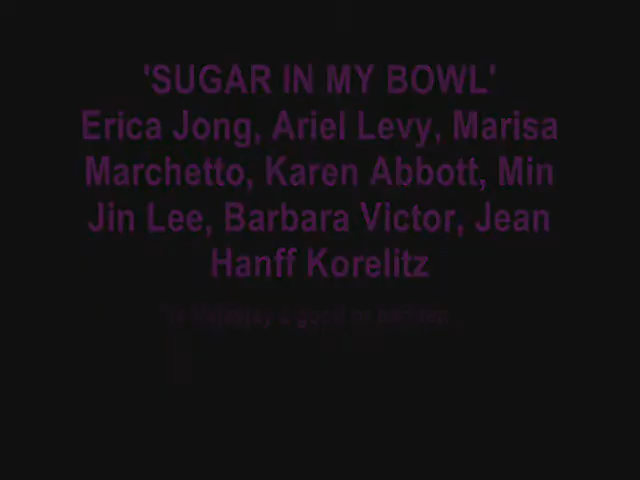 'SUGAR IN MY BOWL'
Erica Jong, Ariel Levy, Marisa
Marchetto, Karen Abbott, Min
Jin Lee, Barbara Victor, Jean
Hanff Korelitz